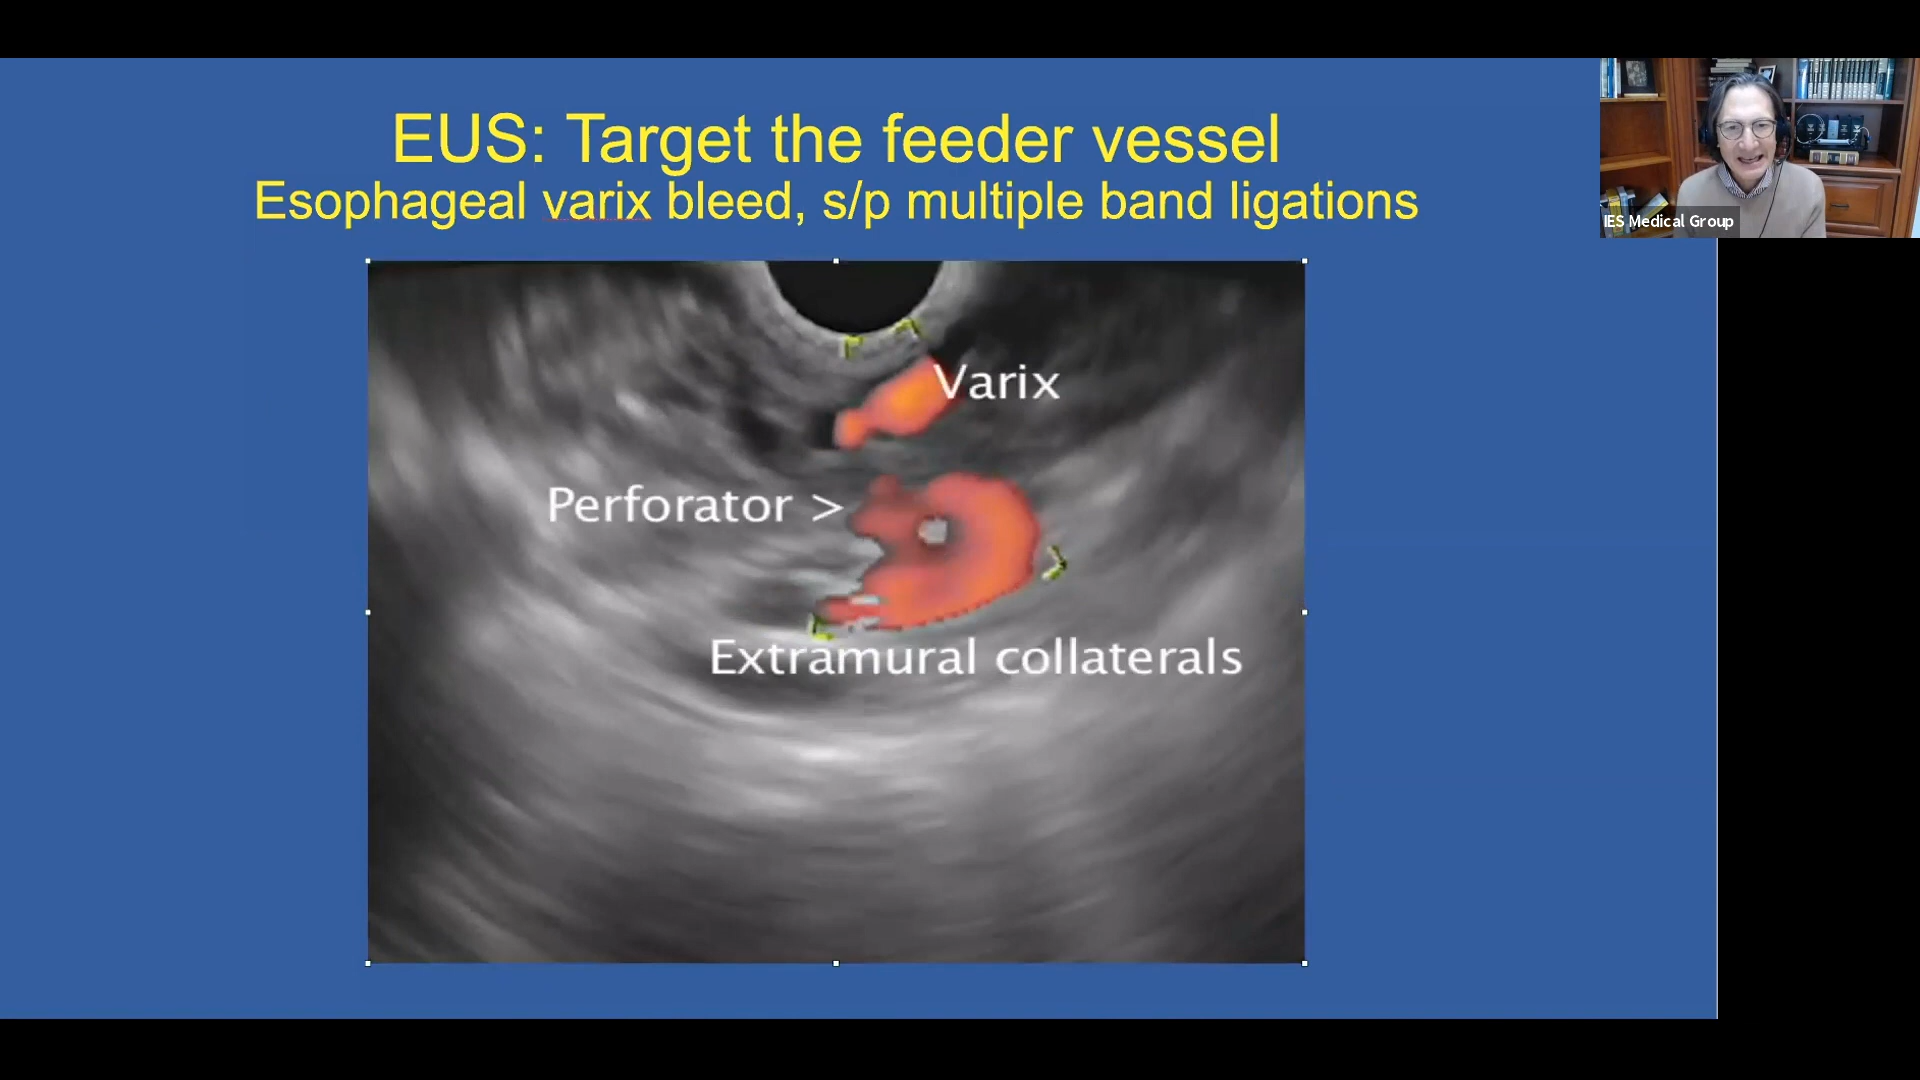 EUS: Target the feeder vessel
Esophageal varix bleed, s/p multiple band ligations
IES Medical Group
Varix
Perforator >
Extramural collaterals